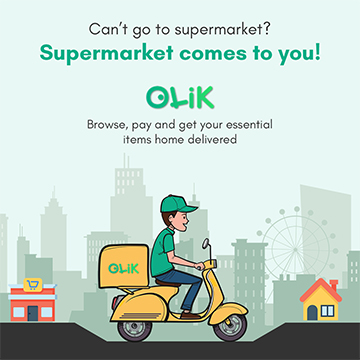 Can't go to supermarket?
Supermarket comes to you!
OLiK
Browse, pay and get your essential
items home delivered
OLiK